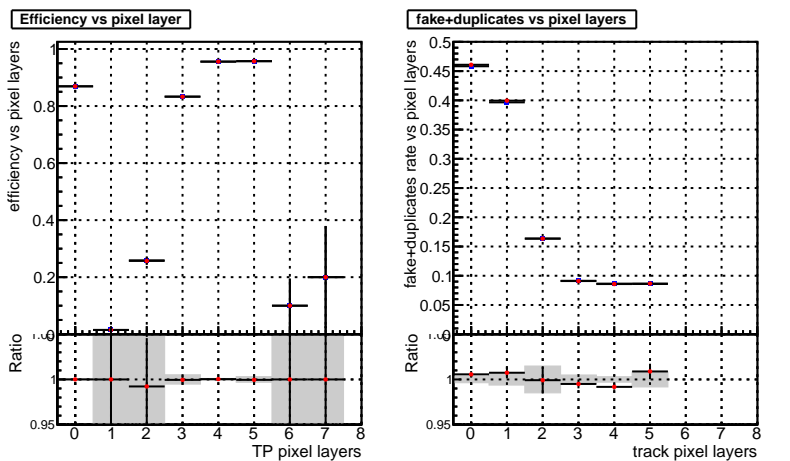 Efficiency vs pixel layer
efficiency vs pixel layers
1
0.8
0.6
0.4
0.2
0
Ratio
1
0.95
0 1 2 3 4 5 6 7 8
TP pixel layers
fake+duplicates vs pixel layers
fake+duplicates rate vs pixel layers
0.5
0.45
0.4
0.35
0.3
0.25
0.2
0.15
0.1
0.05
0
Ratio
1
0.95
0 1 2 3 4 5 6 7 8
track pixel layers